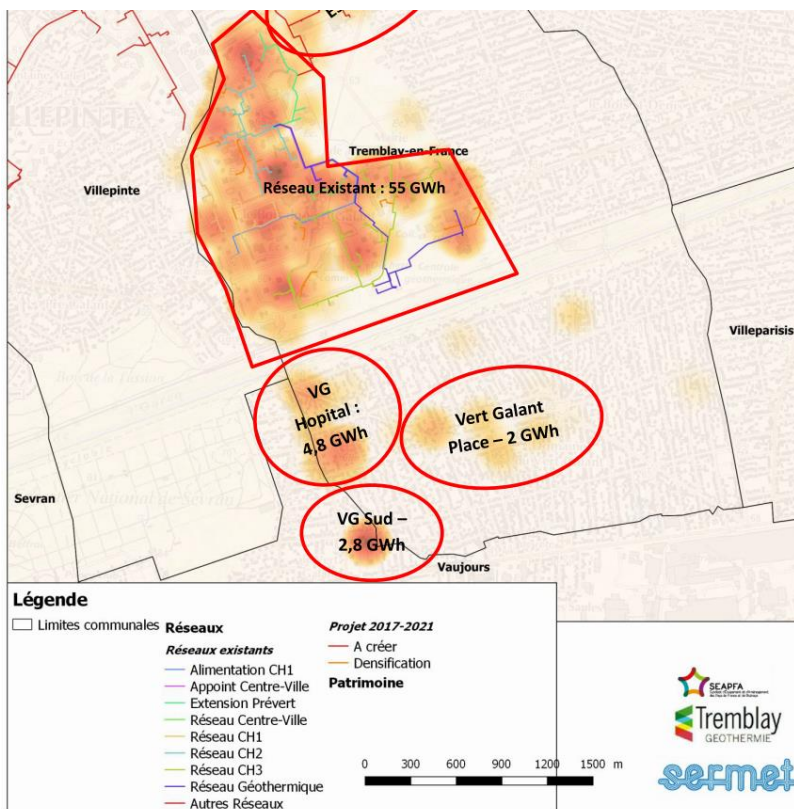 Tremblay-en-France
Villepinte
Réseau Existant : 55 GWh
Villeparisis
VG
Hopital :
4,8 GWh
Vert Galant
Place – 2 GWh
Sevran
VG Sud –
2,8 GWh
Vaujours
Légende
Limites communales
Réseaux
Réseaux existants
Alimentation CH1
Appoint Centre-Ville
Extension Prévert
Réseau Centre-Ville
Réseau CH1
Réseau CH2
Réseau CH3
Réseau Géothermique
Autres Réseaux
Projet 2017-2021
A créer
Densification
Patrimoine
0 300 600 900 1200 1500 m
SEAPFA
Tremblay
GEOTHERMIE
sermet